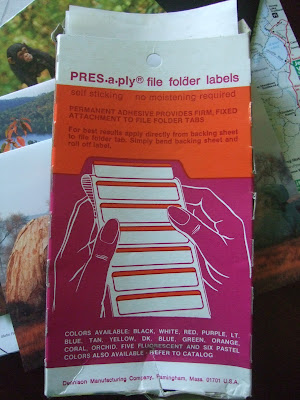 PRES.a.ply® file folder labels
self sticking no moistening required
PERMANENT ADHESIVE PROVIDES FIRM, FIXED
ATTACHMENT TO FILE FOLDER TABS
For best results apply directly from backing sheet
to file folder tab. Simply bend backing sheet and
roll off label.
COLORS AVAILABLE: BLACK, WHITE, RED, PURPLE, LT.
BLUE, TAN, YELLOW, DK. BLUE, GREEN, ORANGE,
CORAL, ORCHID. FIVE FLUORESCENT AND SIX PASTEL
COLORS ALSO AVAILABLE - REFER TO CATALOG
Dennison Manufacturing Company, Framingham, Mass. 01701 U.S.A.